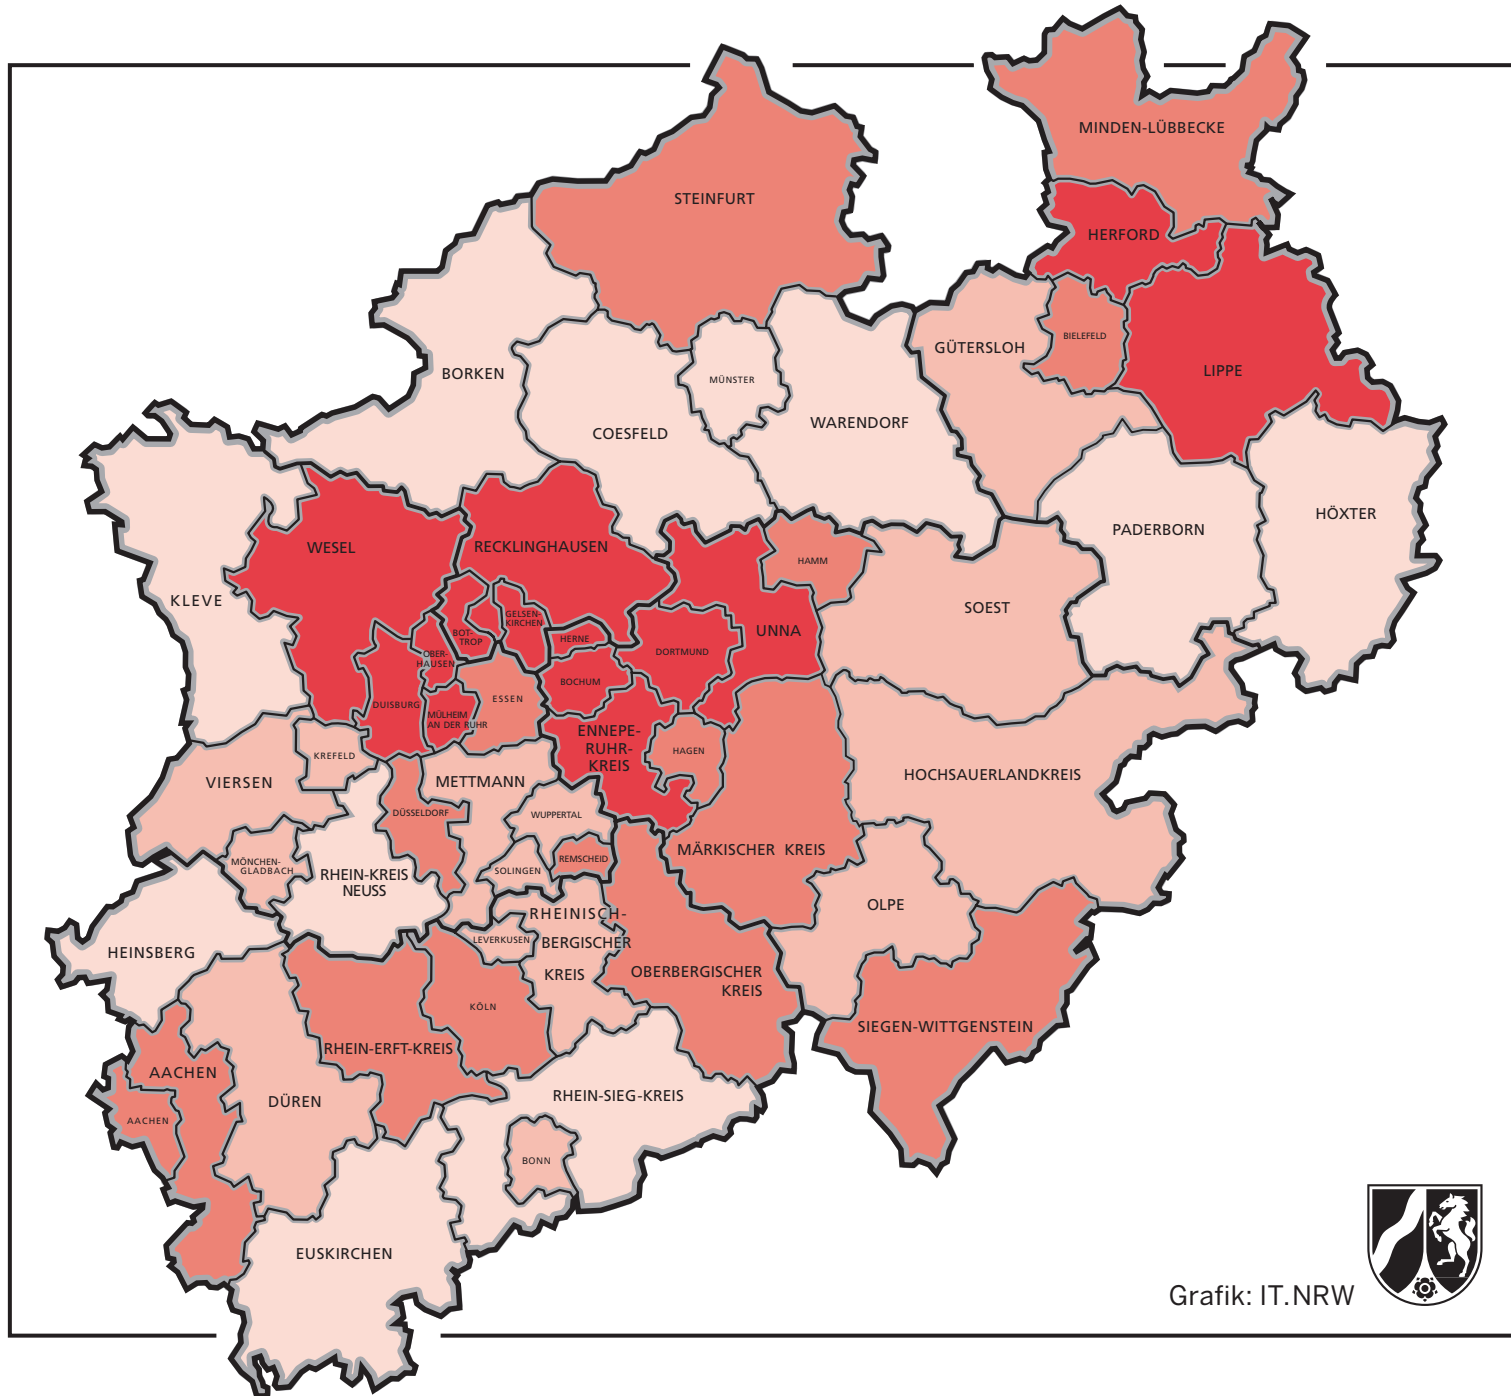 MINDEN-LÜBBECKE
STEINFURT
HERFORD
BIELEFELD
GÜTERSLOH
LIPPE
BORKEN
MÜNSTER
WARENDORF
COESFELD
HÖXTER
PADERBORN
WESEL
RECKLINGHAUSEN
HAMM
KLEVE
SOEST
GELSEN-
KIRCHEN
BOT-
TROP
HERNE
UNNA
DORTMUND
OBER-
HAUSEN
BOCHUM
ESSEN
DUISBURG
MÜLHEIM
AN DER RUHR
ENNEPE-
RUHR-
KREIS
HAGEN
KREFELD
HOCHSAUERLANDKREIS
VIERSEN
METTMANN
DÜSSELDORF
WUPPERTAL
MÄRKISCHER KREIS
REMSCHEID
MÖNCHEN-
GLADBACH
SOLINGEN
RHEIN-KREIS
NEUSS
OLPE
RHEINISCH-
BERGISCHER
KREIS
LEVERKUSEN
HEINSBERG
OBERBERGISCHER
KREIS
KÖLN
SIEGEN-WITTGENSTEIN
RHEIN-ERFT-KREIS
AACHEN
DÜREN
RHEIN-SIEG-KREIS
AACHEN
BONN
EUSKIRCHEN
Grafik: IT.NRW